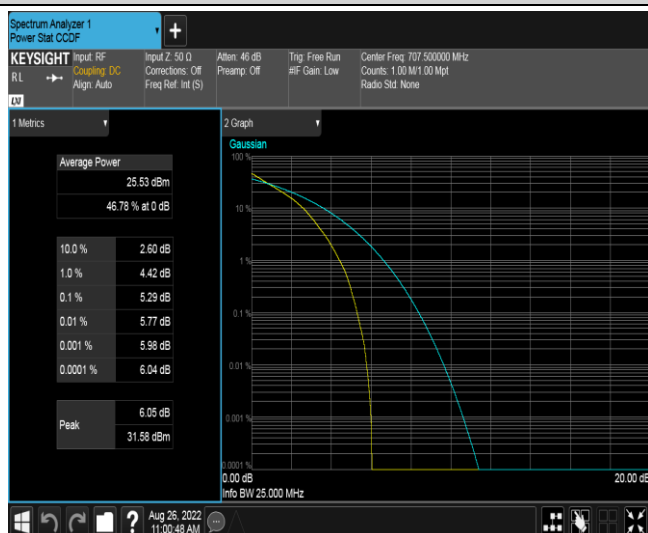 Spectrum Analyzer 1
Power Stat CCDF
KEYSIGHT
RL
LXI
Input: RF
Coupling: DC
Align: Auto
Input Z: 50 Ω
Corrections: Off
Freq Ref: Int (S)
Atten: 46 dB
Preamp: Off
Trig: Free Run
#IF Gain: Low
Center Freq: 707.500000 MHz
Counts: 1.00 M/1.00 Mpt
Radio Std: None
1 Metrics
Average Power
25.53 dBm
46.78 % at 0 dB
10.0 % 2.60 dB
1.0 % 4.42 dB
0.1 % 5.29 dB
0.01 % 5.77 dB
0.001 % 5.98 dB
0.0001 % 6.04 dB
Peak
6.05 dB
31.58 dBm
2 Graph
Gaussian
100 %
10 %
1 %
0.1 %
0.01 %
0.001 %
0.0001 %
0.00 dB 20.00 dB
Info BW 25.000 MHz
?
Aug 26, 2022
11:00:48 AM